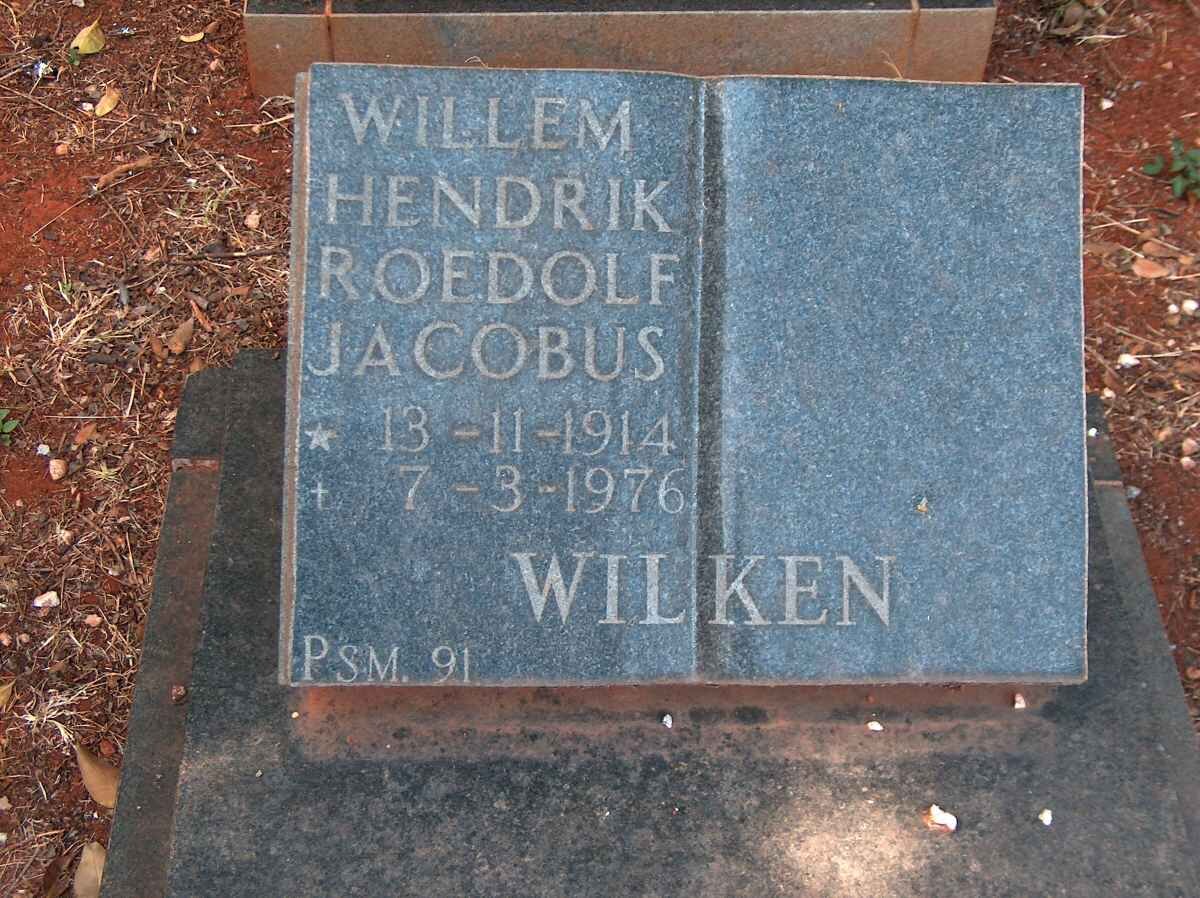 WILLEM
HENDRIK
ROEDOLF
JACOBUS
★ 13-11-1914
† 7-3-1976
WILKEN
PSM. 91